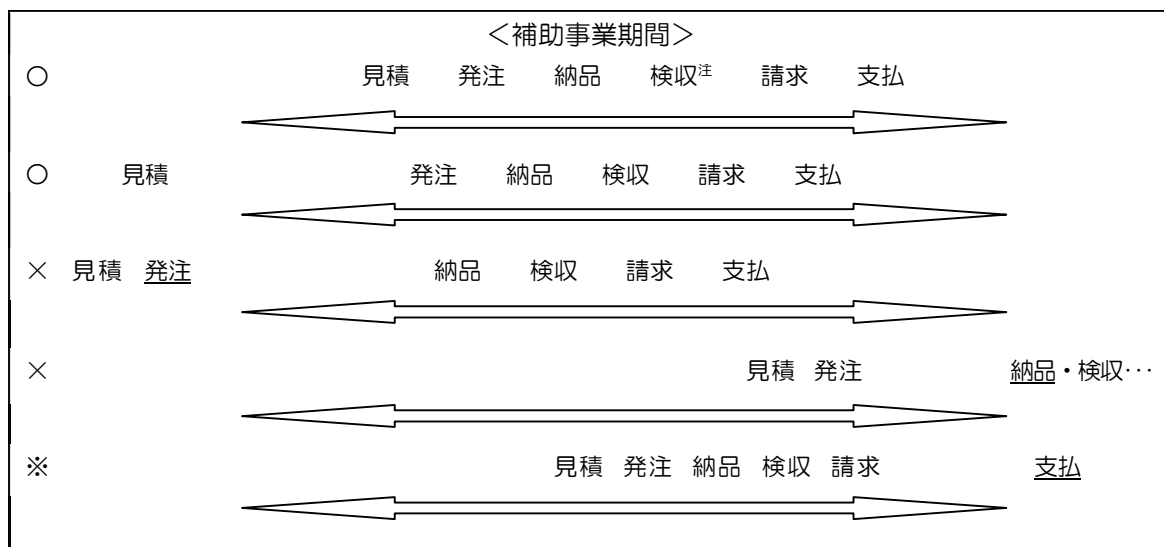 ＜補助事業期間＞
○ 見積 発注 納品 検収注 請求 支払
○ 見積 発注 納品 検収 請求 支払
× 見積 発注 納品 検収 請求 支払
× 見積 発注 納品・検収…
※ 見積 発注 納品 検収 請求 支払